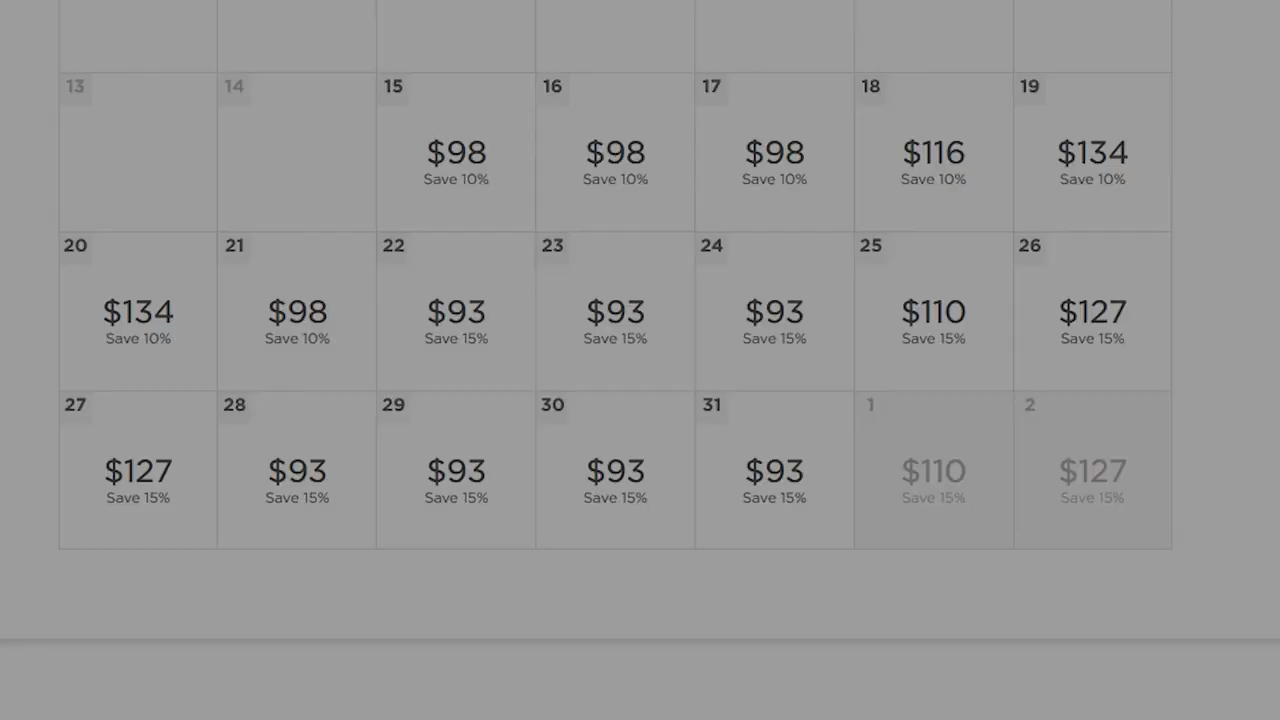 13 14 15 16 17 18 19
$98 $98 $98 $116 $134
Save 10% Save 10% Save 10% Save 10% Save 10%
20 21 22 23 24 25 26
$134 $98 $93 $93 $93 $110 $127
Save 10% Save 10% Save 15% Save 15% Save 15% Save 15% Save 15%
27 28 29 30 31 1 2
$127 $93 $93 $93 $93 $110 $127
Save 15% Save 15% Save 15% Save 15% Save 15% Save 15% Save 15%